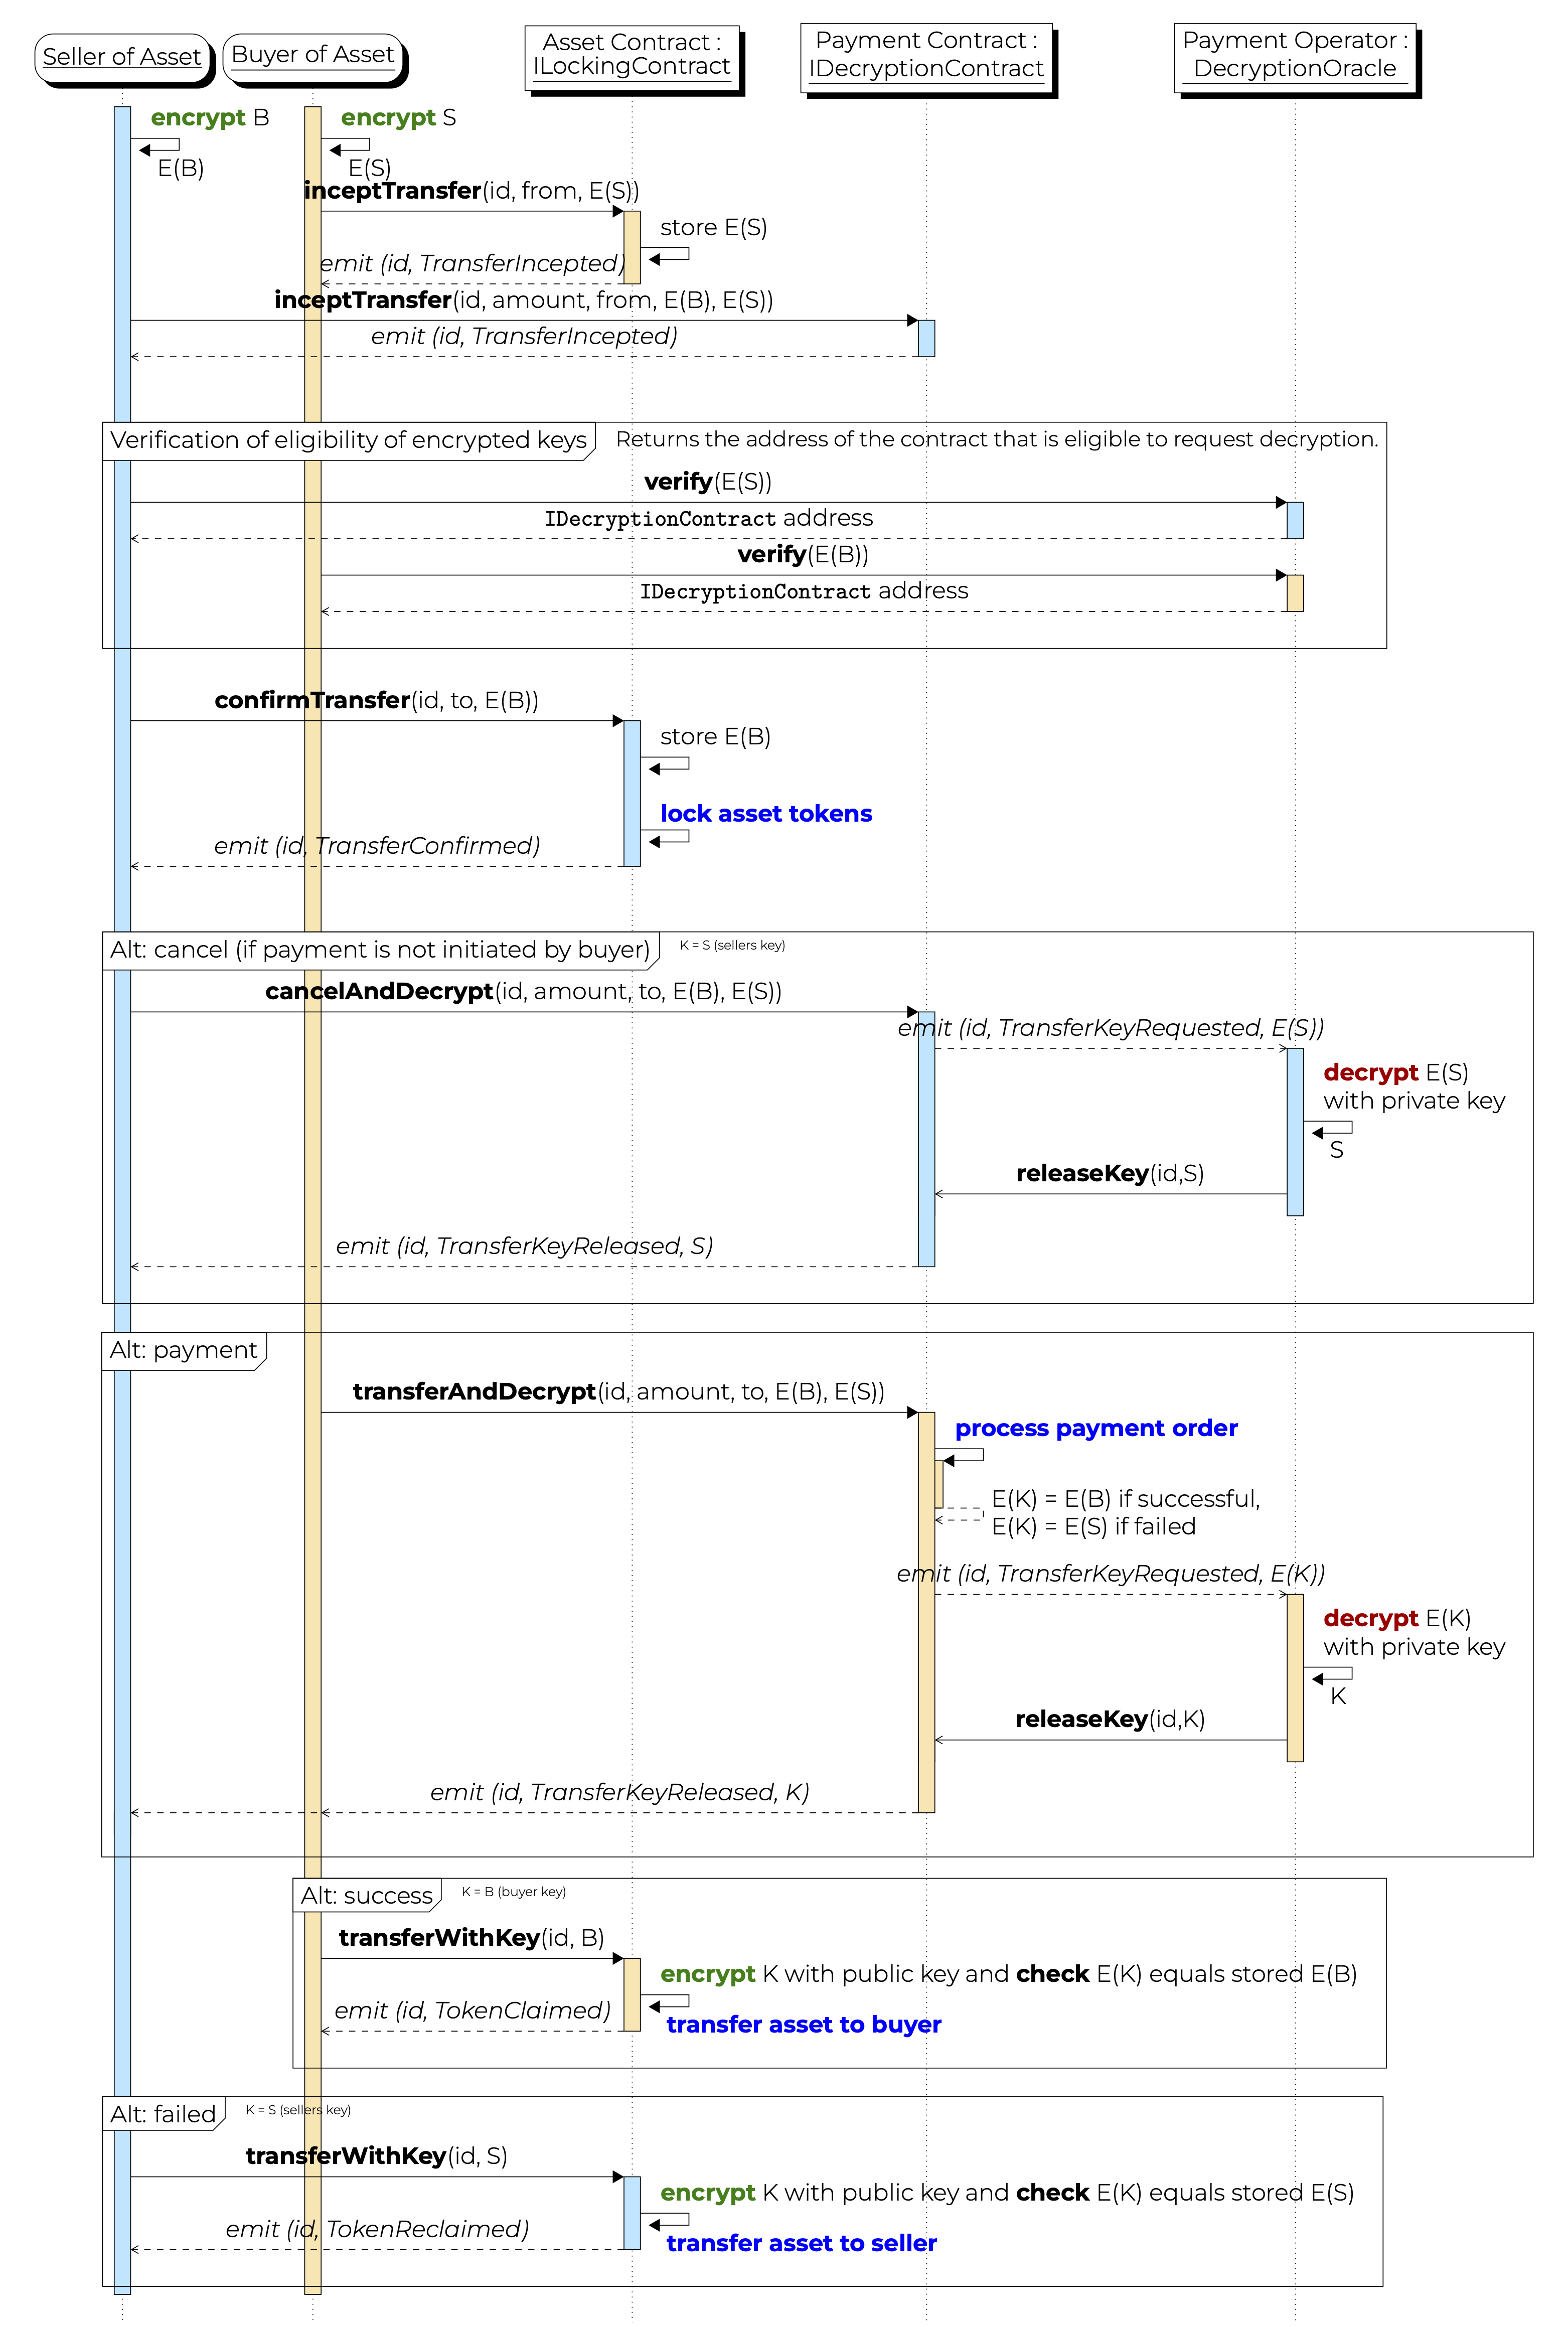 Seller of Asset
Buyer of Asset
Asset Contract :
ILockingContract
Payment Contract :
IDecryptionContract
Payment Operator :
DecryptionOracle
encrypt B
E(B)
encrypt S
E(S)
inceptTransfer(id, from, E(S))
store E(S)
emit (id, TransferIncepted)
inceptTransfer(id, amount, from, E(B), E(S))
emit (id, TransferIncepted)
Verification of eligibility of encrypted keys
Returns the address of the contract that is eligible to request decryption.
verify(E(S))
IDecryptionContract address
verify(E(B))
IDecryptionContract address
confirmTransfer(id, to, E(B))
store E(B)
lock asset tokens
emit (id, TransferConfirmed)
Alt: cancel (if payment is not initiated by buyer)
K = S (sellers key)
cancelAndDecrypt(id, amount, to, E(B), E(S))
emit (id, TransferKeyRequested, E(S))
decrypt E(S)
with private key
S
releaseKey(id,S)
emit (id, TransferKeyReleased, S)
Alt: payment
transferAndDecrypt(id, amount, to, E(B), E(S))
process payment order
E(K) = E(B) if successful,
E(K) = E(S) if failed
emit (id, TransferKeyRequested, E(K))
decrypt E(K)
with private key
K
releaseKey(id,K)
emit (id, TransferKeyReleased, K)
Alt: success
K = B (buyer key)
transferWithKey(id, B)
encrypt K with public key and check E(K) equals stored E(B)
emit (id, TokenClaimed)
transfer asset to buyer
Alt: failed
K = S (sellers key)
transferWithKey(id, S)
encrypt K with public key and check E(K) equals stored E(S)
emit (id, TokenReclaimed)
transfer asset to seller